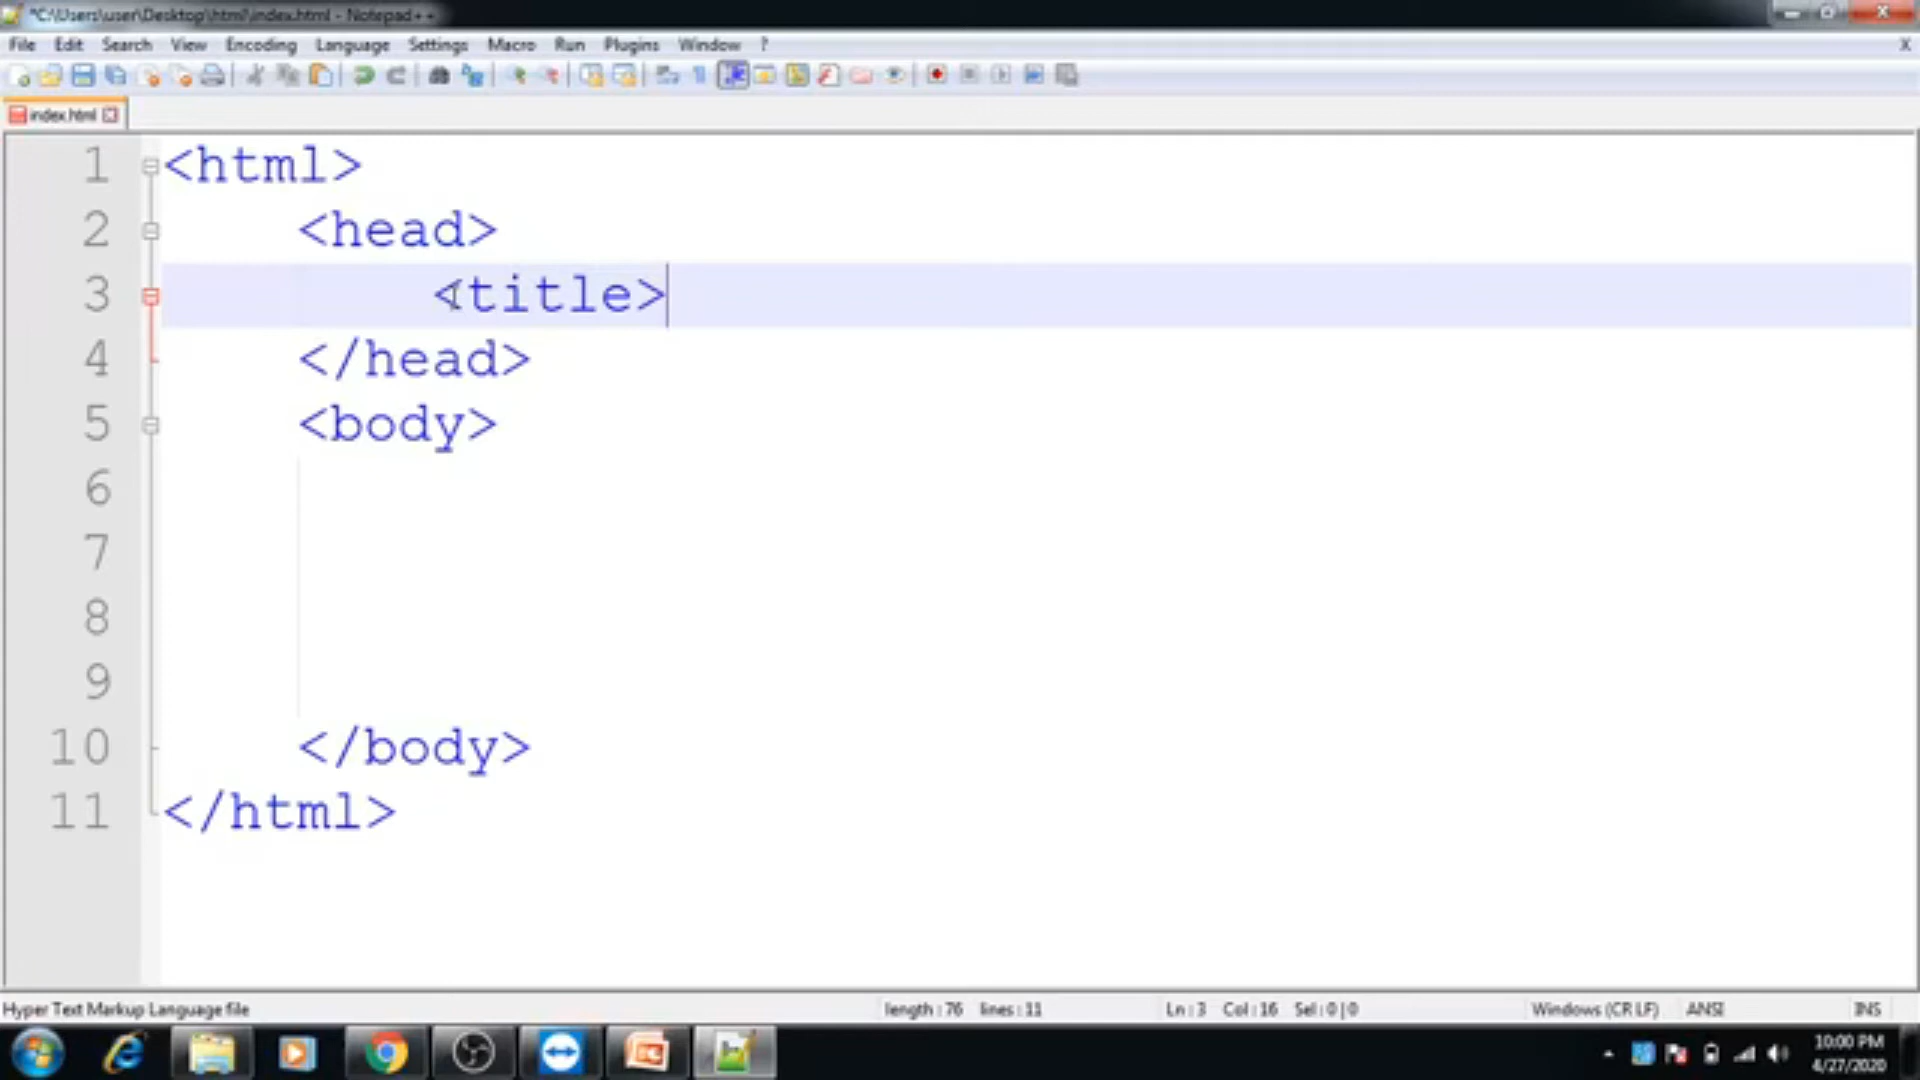 *C:\Users\user\Desktop\html\index.html - Notepad++
File Edit Search View Encoding Language Settings Macro Run Plugins Window ?
X
index.html
1 <html>
2 <head>
3 <title>
4 </head>
5 <body>
6
7
8
9
10 </body>
11 </html>
Hyper Text Markup Language file length : 76 lines : 11 Ln : 3 Col : 16 Sel : 0 | 0 Windows (CR LF) ANSI INS
10:00 PM
4/27/2020